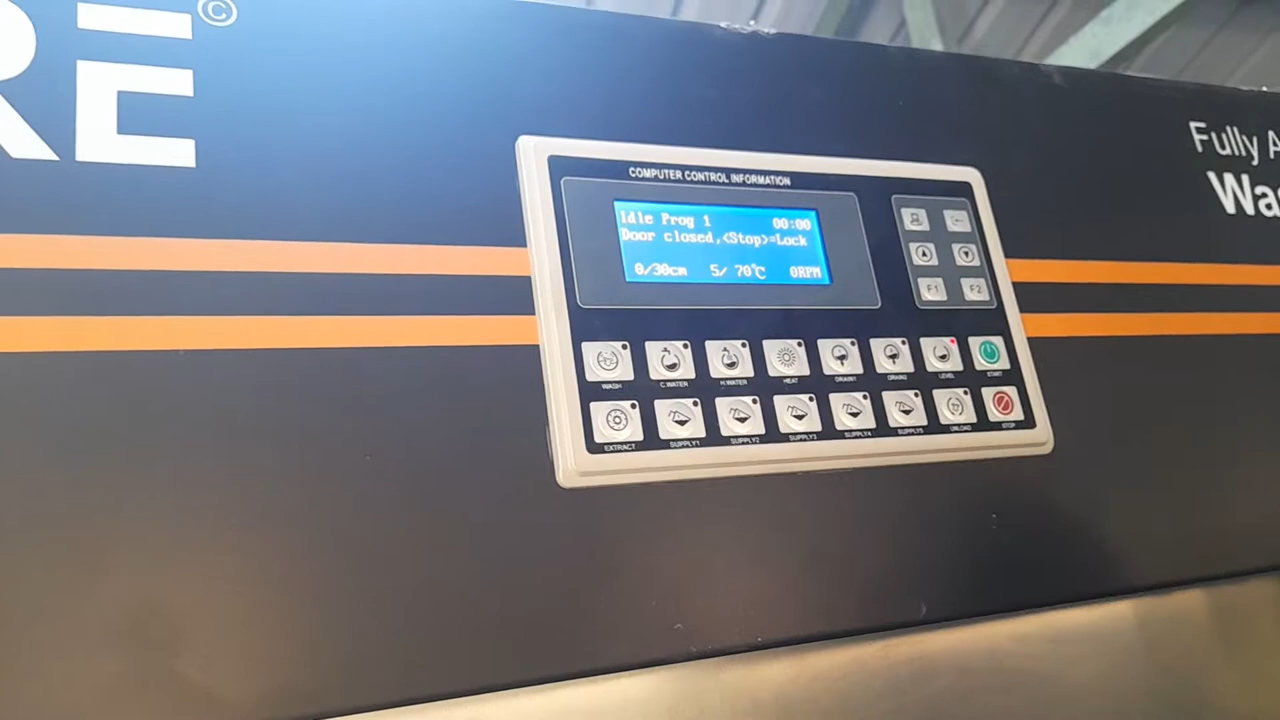 RE©
Fully A
Wa
COMPUTER CONTROL INFORMATION
Idle Prog 1 00:00
Door closed,<Stop>=Lock
0/30cm 5/ 70℃ 0RPM
F1 F2
WASH C.WATER H.WATER HEAT DRAIN1 DRAIN2 LEVEL START
EXTRACT SUPPLY1 SUPPLY2 SUPPLY3 SUPPLY4 SUPPLY5 UNLOAD STOP